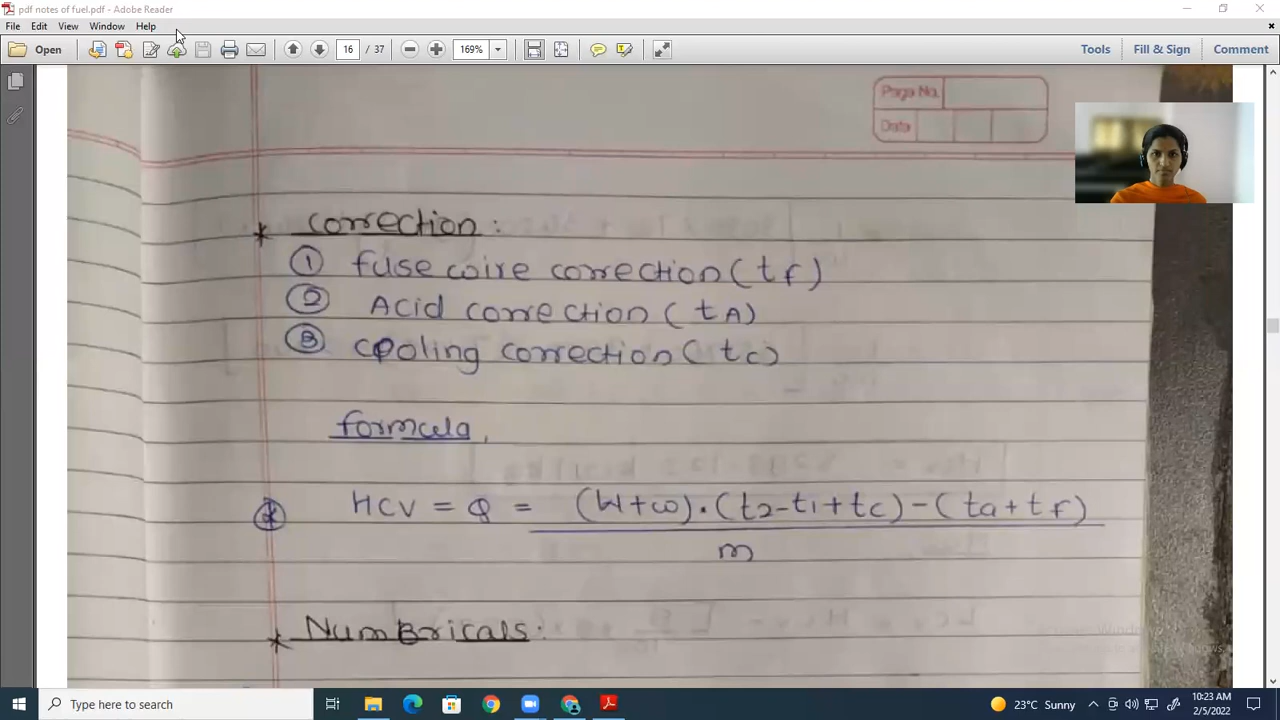 pdf notes of fuel.pdf - Adobe Reader
File Edit View Window Help
Open 16 / 37 169% Tools Fill & Sign Comment
Page No.
Date
* Correction:
① fuse wire correction (tf)
② Acid correction (tA)
③ cooling correction (tc)
formula,
HCV = Q = (W+w).(t2-t1+tc)-(ta+tf)
m
* Numbricals:
Type here to search
23°C Sunny
10:23 AM
2/5/2022